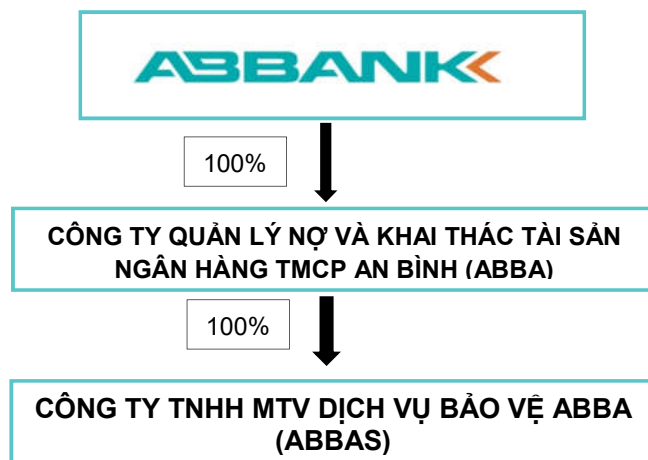 ABBANK
100%
CÔNG TY QUẢN LÝ NỢ VÀ KHAI THÁC TÀI SẢN
NGÂN HÀNG TMCP AN BÌNH (ABBA)
100%
CÔNG TY TNHH MTV DỊCH VỤ BẢO VỆ ABBA
(ABBAS)